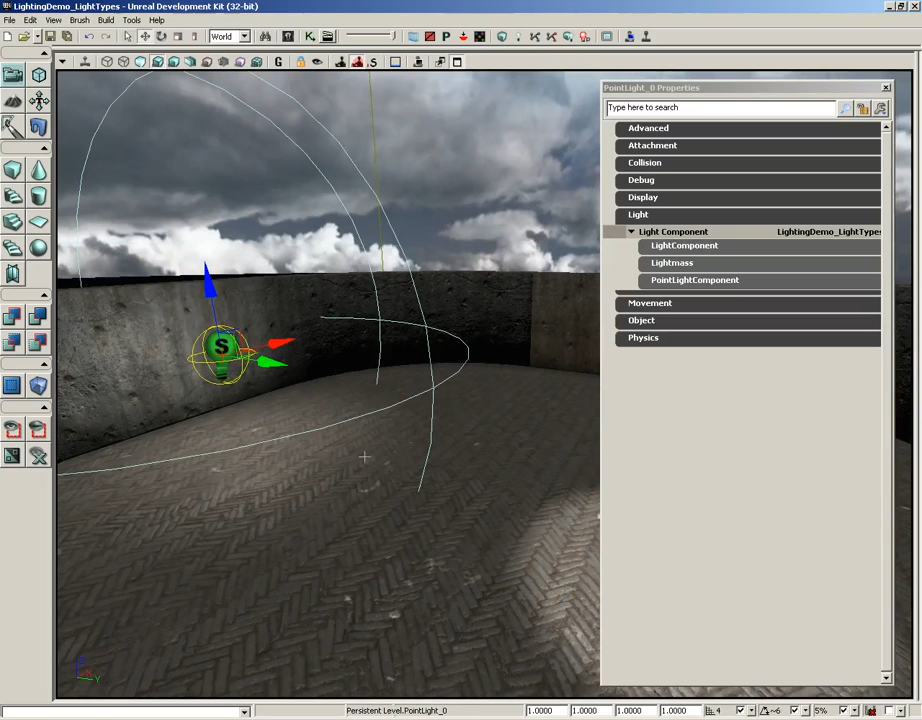 LightingDemo_LightTypes - Unreal Development Kit (32-bit)
File Edit View Brush Build Tools Help
World
G
K
S
P
PointLight_0 Properties
Type here to search
Advanced
Attachment
Collision
Debug
Display
Light
Light Component LightingDemo_LightTypes
LightComponent
Lightmass
PointLightComponent
Movement
Object
Physics
S
Y
Persistent Level.PointLight_0 1.0000 1.0000 1.0000 1.0000 4 ~6 5%